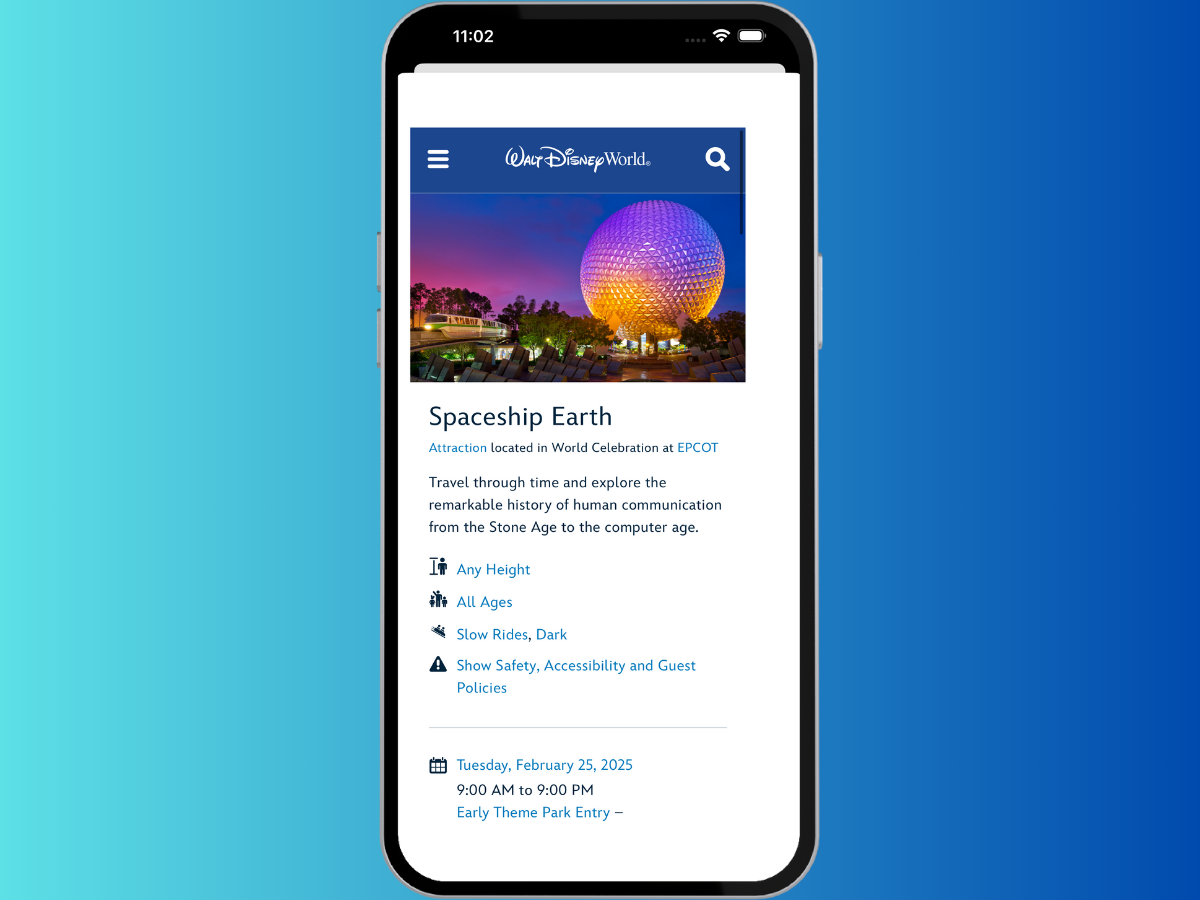 11:02
Walt Disney World®
Spaceship Earth
Attraction located in World Celebration at EPCOT
Travel through time and explore the
remarkable history of human communication
from the Stone Age to the computer age.
Any Height
All Ages
Slow Rides, Dark
Show Safety, Accessibility and Guest
Policies
Tuesday, February 25, 2025
9:00 AM to 9:00 PM
Early Theme Park Entry –